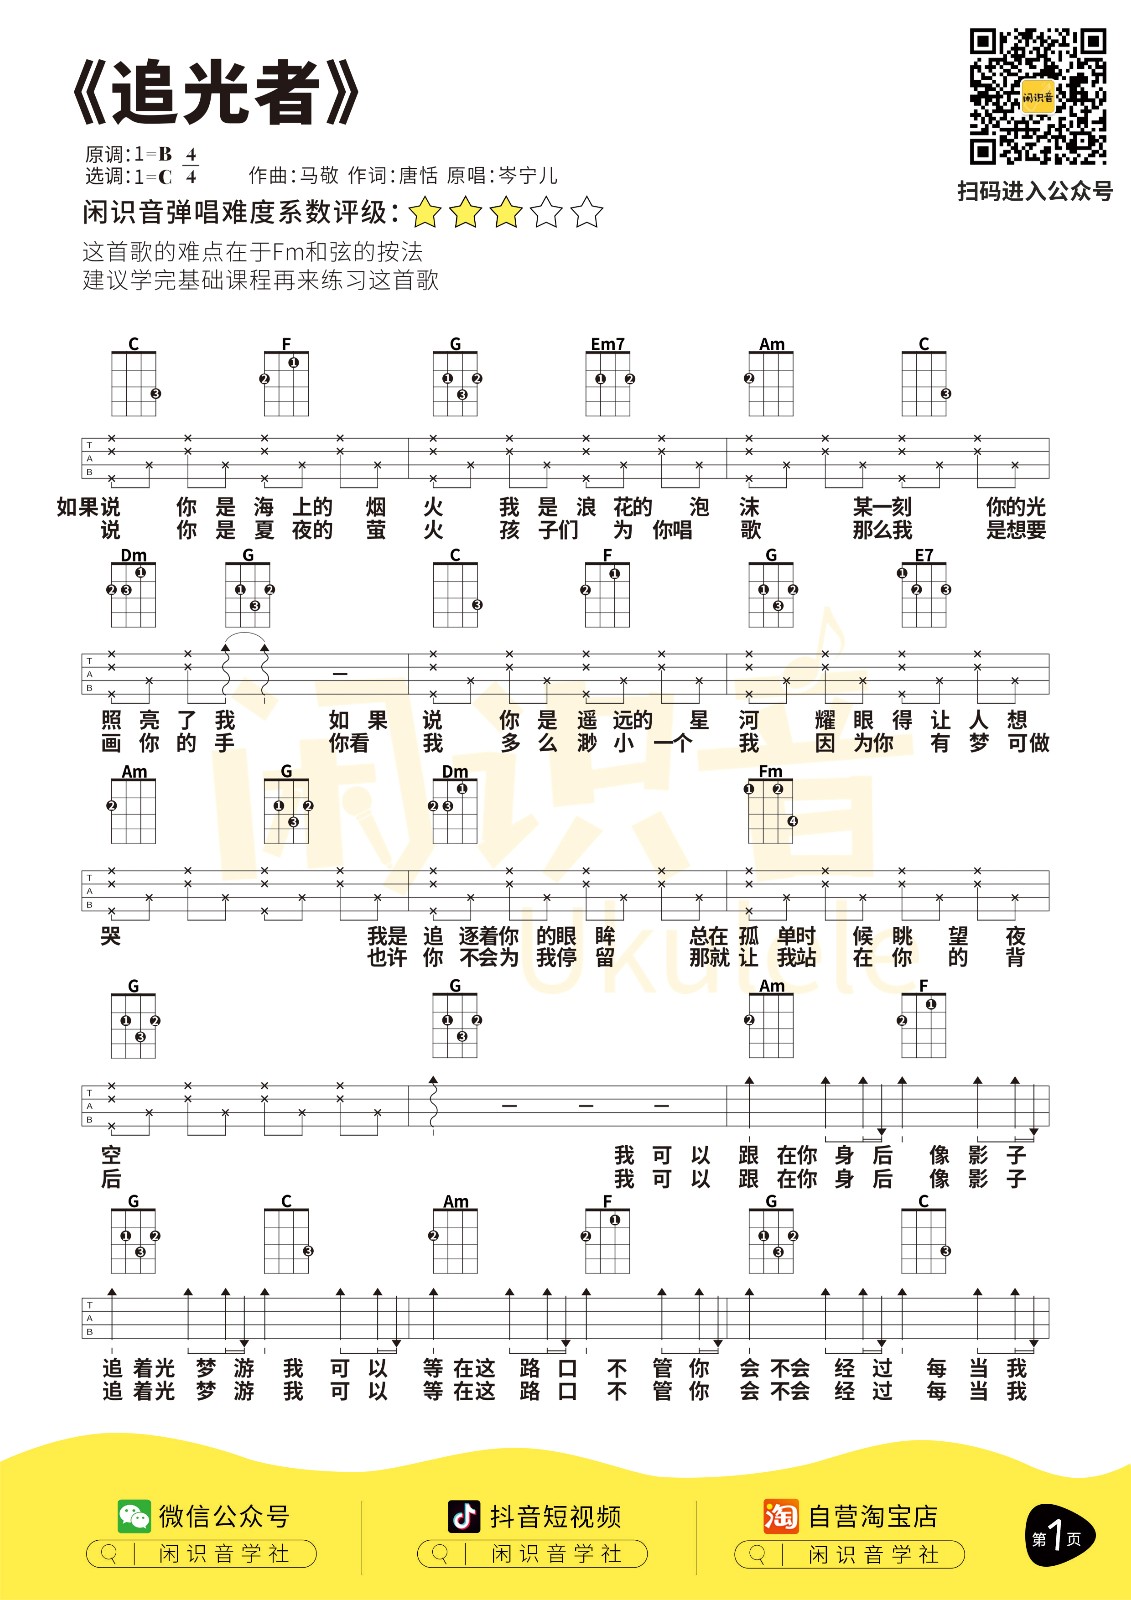 《追光者》
闲识音
扫码进入公众号
原调:1=B 4/4
选调:1=C
作曲:马敬 作词:唐恬 原唱:岑宁儿
闲识音弹唱难度系数评级:
这首歌的难点在于Fm和弦的按法
建议学完基础课程再来练习这首歌
C F G Em7 Am C
1 2 1 2 3 1 2 2 3
3
T
A
B
如果说 你 是 海 上的 烟 火 我 是 浪 花的 泡 沫 某一刻 你的光
说 你 是 夏 夜的 萤 火 孩 子们 为 你唱 歌 那么我 是想要
Dm G C F G E7
T
A
B
照 亮 了 我 如 果 说 你 是 遥 远的 星 河 耀 眼 得 让 人 想
画 你 的 手 你看 我 多 么 渺 小 一个 我 因 为你 有 梦 可做
Am G Dm Fm
T
A
B
哭 我是 追 逐着你 的眼 眸 总在 孤 单时 候 眺 望 夜
也许 你 不会为 我停 留 那就 让 我站 在 你 的 背
闲识音
Ukulele
G G Am F
T
A
B
空 我 可 以 跟 在你 身 后 像 影 子
后 我 可 以 跟 在你 身 后 像 影 子
G C Am F G C
T
A
B
追 着光 梦 游 我 可 以 等 在这 路 口 不 管 你 会 不会 经 过 每 当 我
追 着光 梦 游 我 可 以 等 在这 路 口 不 管 你 会 不会 经 过 每 当 我
微信公众号 抖音短视频 淘 自营淘宝店
闲识音学社 闲识音学社 闲识音学社
第1页